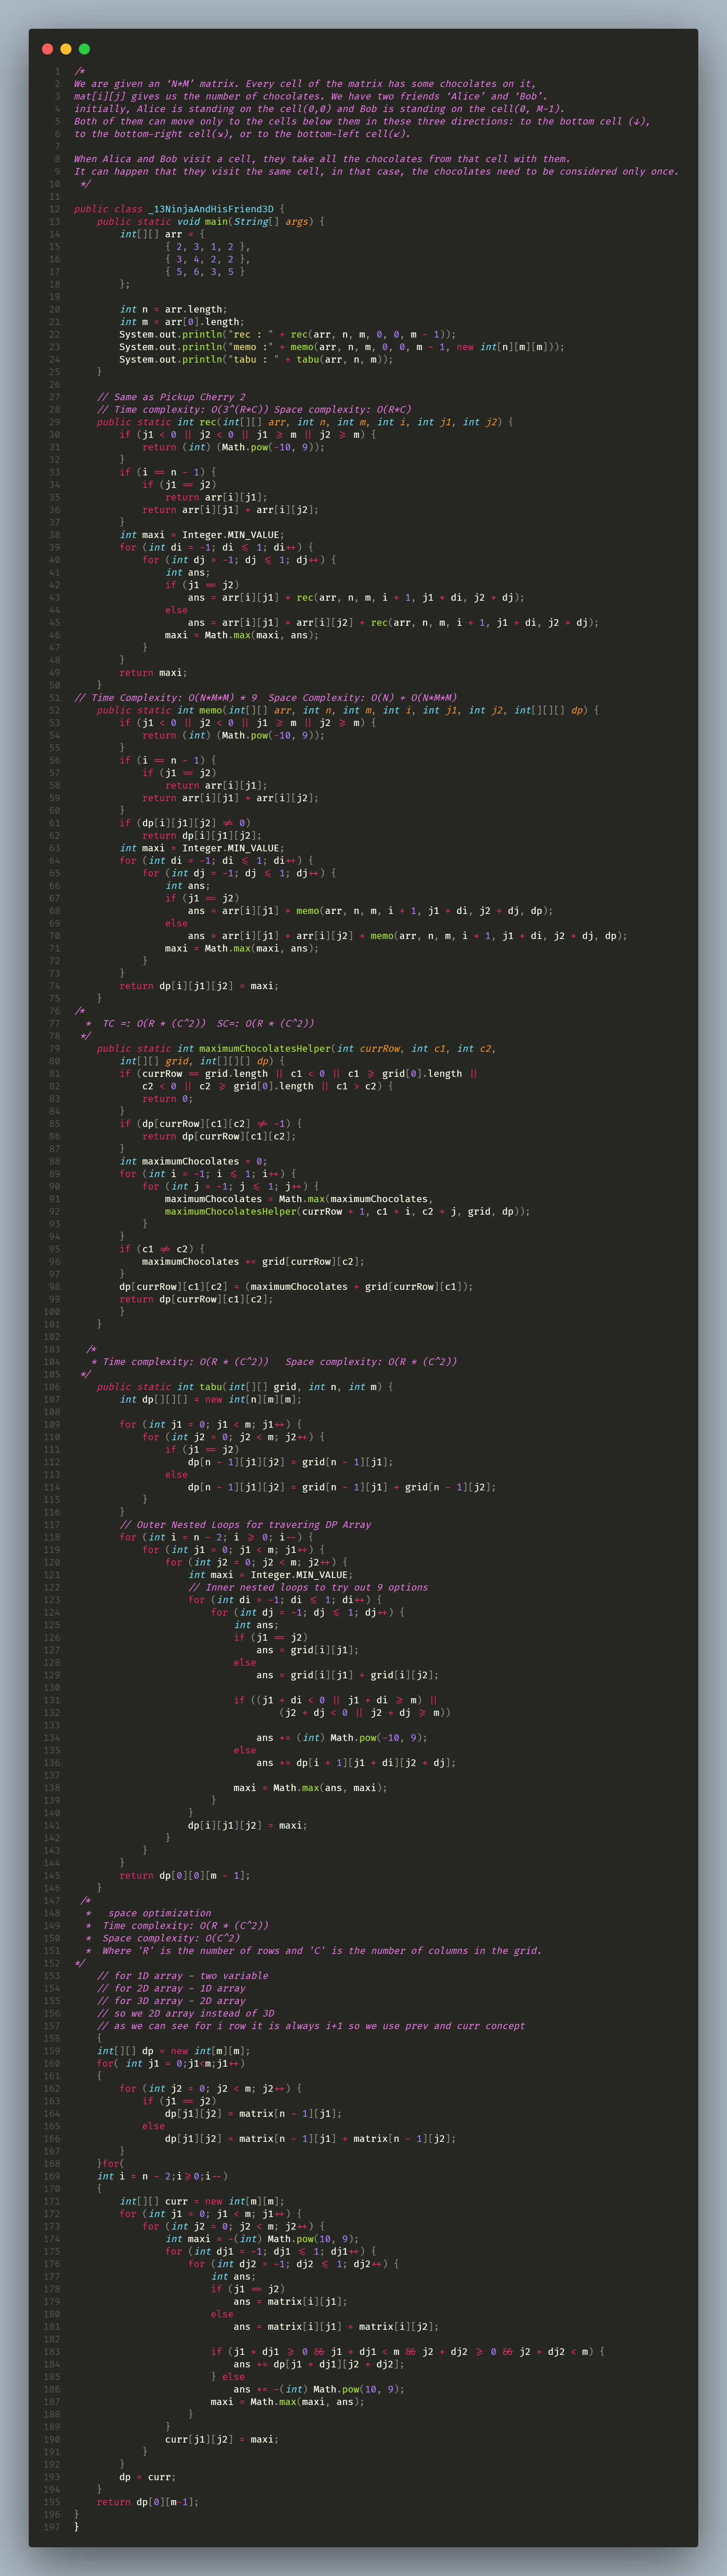 1 /*
2 We are given an ‘N*M’ matrix. Every cell of the matrix has some chocolates on it,
3 mat[i][j] gives us the number of chocolates. We have two friends ‘Alice’ and ‘Bob’.
4 initially, Alice is standing on the cell(0,0) and Bob is standing on the cell(0, M-1).
5 Both of them can move only to the cells below them in these three directions: to the bottom cell (↓),
6 to the bottom-right cell(↘), or to the bottom-left cell(↙).
7
8 When Alica and Bob visit a cell, they take all the chocolates from that cell with them.
9 It can happen that they visit the same cell, in that case, the chocolates need to be considered only once.
10 */
11
12 public class _13NinjaAndHisFriend3D {
13 public static void main(String[] args) {
14 int[][] arr = {
15 { 2, 3, 1, 2 },
16 { 3, 4, 2, 2 },
17 { 5, 6, 3, 5 }
18 };
19
20 int n = arr.length;
21 int m = arr[0].length;
22 System.out.println("rec : " + rec(arr, n, m, 0, 0, m - 1));
23 System.out.println("memo :" + memo(arr, n, m, 0, 0, m - 1, new int[n][m][m]));
24 System.out.println("tabu : " + tabu(arr, n, m));
25 }
26
27 // Same as Pickup Cherry 2
28 // Time complexity: O(3^(R*C)) Space complexity: O(R*C)
29 public static int rec(int[][] arr, int n, int m, int i, int j1, int j2) {
30 if (j1 < 0 || j2 < 0 || j1 >= m || j2 >= m) {
31 return (int) (Math.pow(-10, 9));
32 }
33 if (i == n - 1) {
34 if (j1 == j2)
35 return arr[i][j1];
36 return arr[i][j1] + arr[i][j2];
37 }
38 int maxi = Integer.MIN_VALUE;
39 for (int di = -1; di <= 1; di++) {
40 for (int dj = -1; dj <= 1; dj++) {
41 int ans;
42 if (j1 == j2)
43 ans = arr[i][j1] + rec(arr, n, m, i + 1, j1 + di, j2 + dj);
44 else
45 ans = arr[i][j1] + arr[i][j2] + rec(arr, n, m, i + 1, j1 + di, j2 + dj);
46 maxi = Math.max(maxi, ans);
47 }
48 }
49 return maxi;
50 }
51 // Time Complexity: O(N*M*M) * 9  Space Complexity: O(N) + O(N*M*M)
52 public static int memo(int[][] arr, int n, int m, int i, int j1, int j2, int[][][] dp) {
53 if (j1 < 0 || j2 < 0 || j1 >= m || j2 >= m) {
54 return (int) (Math.pow(-10, 9));
55 }
56 if (i == n - 1) {
57 if (j1 == j2)
58 return arr[i][j1];
59 return arr[i][j1] + arr[i][j2];
60 }
61 if (dp[i][j1][j2] != 0)
62 return dp[i][j1][j2];
63 int maxi = Integer.MIN_VALUE;
64 for (int di = -1; di <= 1; di++) {
65 for (int dj = -1; dj <= 1; dj++) {
66 int ans;
67 if (j1 == j2)
68 ans = arr[i][j1] + memo(arr, n, m, i + 1, j1 + di, j2 + dj, dp);
69 else
70 ans = arr[i][j1] + arr[i][j2] + memo(arr, n, m, i + 1, j1 + di, j2 + dj, dp);
71 maxi = Math.max(maxi, ans);
72 }
73 }
74 return dp[i][j1][j2] = maxi;
75 }
76 /*
77 *  TC =: O(R * (C^2))  SC=: O(R * (C^2))
78 */
79 public static int maximumChocolatesHelper(int currRow, int c1, int c2,
80 int[][] grid, int[][][] dp) {
81 if (currRow == grid.length || c1 < 0 || c1 >= grid[0].length ||
82 c2 < 0 || c2 >= grid[0].length || c1 > c2) {
83 return 0;
84 }
85 if (dp[currRow][c1][c2] != -1) {
86 return dp[currRow][c1][c2];
87 }
88 int maximumChocolates = 0;
89 for (int i = -1; i <= 1; i++) {
90 for (int j = -1; j <= 1; j++) {
91 maximumChocolates = Math.max(maximumChocolates,
92 maximumChocolatesHelper(currRow + 1, c1 + i, c2 + j, grid, dp));
93 }
94 }
95 if (c1 != c2) {
96 maximumChocolates += grid[currRow][c2];
97 }
98 dp[currRow][c1][c2] = (maximumChocolates + grid[currRow][c1]);
99 return dp[currRow][c1][c2];
100 }
101 }
102
103 /*
104 * Time complexity: O(R * (C^2))   Space complexity: O(R * (C^2))
105 */
106 public static int tabu(int[][] grid, int n, int m) {
107 int dp[][][] = new int[n][m][m];
108
109 for (int j1 = 0; j1 < m; j1++) {
110 for (int j2 = 0; j2 < m; j2++) {
111 if (j1 == j2)
112 dp[n - 1][j1][j2] = grid[n - 1][j1];
113 else
114 dp[n - 1][j1][j2] = grid[n - 1][j1] + grid[n - 1][j2];
115 }
116 }
117 // Outer Nested Loops for travering DP Array
118 for (int i = n - 2; i >= 0; i--) {
119 for (int j1 = 0; j1 < m; j1++) {
120 for (int j2 = 0; j2 < m; j2++) {
121 int maxi = Integer.MIN_VALUE;
122 // Inner nested loops to try out 9 options
123 for (int di = -1; di <= 1; di++) {
124 for (int dj = -1; dj <= 1; dj++) {
125 int ans;
126 if (j1 == j2)
127 ans = grid[i][j1];
128 else
129 ans = grid[i][j1] + grid[i][j2];
130
131 if ((j1 + di < 0 || j1 + di >= m) ||
132 (j2 + dj < 0 || j2 + dj >= m))
133
134 ans += (int) Math.pow(-10, 9);
135 else
136 ans += dp[i + 1][j1 + di][j2 + dj];
137
138 maxi = Math.max(ans, maxi);
139 }
140 }
141 dp[i][j1][j2] = maxi;
142 }
143 }
144 }
145 return dp[0][0][m - 1];
146 }
147 /*
148 *   space optimization
149 *  Time complexity: O(R * (C^2))
150 *  Space complexity: O(C^2)
151 *  Where 'R' is the number of rows and 'C' is the number of columns in the grid.
152 */
153 // for 1D array - two variable
154 // for 2D array - 1D array
155 // for 3D array - 2D array
156 // so we 2D array instead of 3D
157 // as we can see for i row it is always i+1 so we use prev and curr concept
158 {
159 int[][] dp = new int[m][m];
160 for( int j1 = 0;j1<m;j1++)
161 {
162 for (int j2 = 0; j2 < m; j2++) {
163 if (j1 == j2)
164 dp[j1][j2] = matrix[n - 1][j1];
165 else
166 dp[j1][j2] = matrix[n - 1][j1] + matrix[n - 1][j2];
167 }
168 }for(
169 int i = n - 2;i>=0;i--)
170 {
171 int[][] curr = new int[m][m];
172 for (int j1 = 0; j1 < m; j1++) {
173 for (int j2 = 0; j2 < m; j2++) {
174 int maxi = -(int) Math.pow(10, 9);
175 for (int dj1 = -1; dj1 <= 1; dj1++) {
176 for (int dj2 = -1; dj2 <= 1; dj2++) {
177 int ans;
178 if (j1 == j2)
179 ans = matrix[i][j1];
180 else
181 ans = matrix[i][j1] + matrix[i][j2];
182
183 if (j1 + dj1 >= 0 && j1 + dj1 < m && j2 + dj2 >= 0 && j2 + dj2 < m) {
184 ans += dp[j1 + dj1][j2 + dj2];
185 } else
186 ans += -(int) Math.pow(10, 9);
187 maxi = Math.max(maxi, ans);
188 }
189 }
190 curr[j1][j2] = maxi;
191 }
192 }
193 dp = curr;
194 }
195 return dp[0][m-1];
196 }
197 }